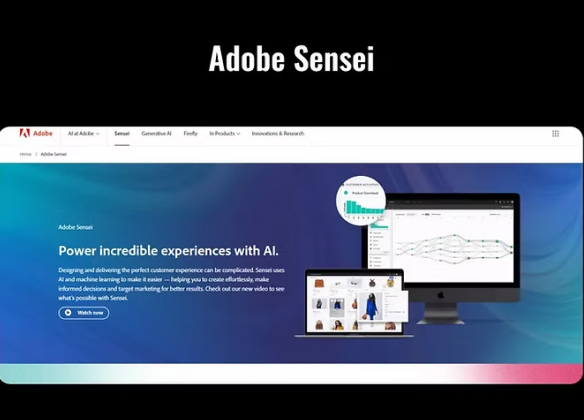 Adobe Sensei
Adobe
AI at Adobe
Sensei
Generative AI
Firefly
In Products
Innovations & Research
Home / Adobe Sensei
Adobe Sensei
Power incredible experiences with AI.
Designing and delivering the perfect customer experience can be complicated. Sensei uses
AI and machine learning to make it easier — helping you to create effortlessly, make
informed decisions and target marketing for better results. Check out our new video to see
what's possible with Sensei.
Watch now
Product Download